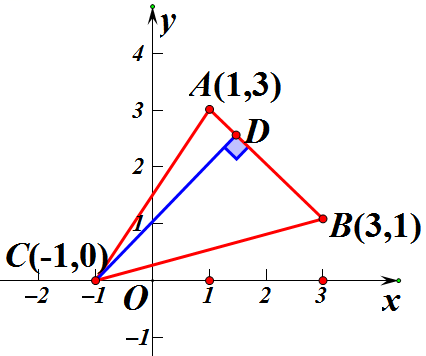 y
4
A(1,3)
3
D
2
1
B(3,1)
C(-1,0)
-2 -1 O 1 2 3 x
-1